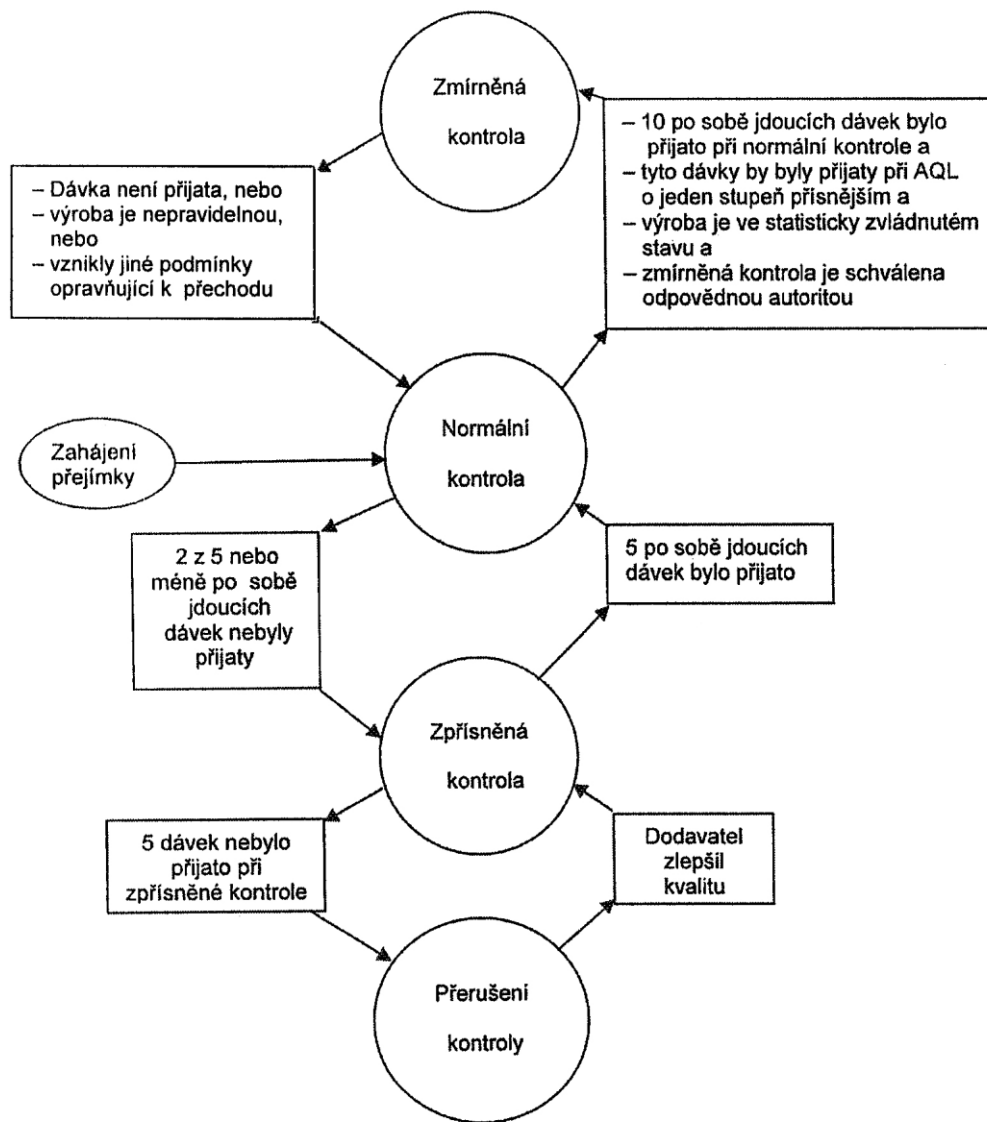 Zmírněná
kontrola
– 10 po sobě jdoucích dávek bylo
přijato při normální kontrole a
– tyto dávky by byly přijaty při AQL
o jeden stupeň přísnějším a
– výroba je ve statisticky zvládnutém
stavu a
– zmírněná kontrola je schválena
odpovědnou autoritou
– Dávka není přijata, nebo
– výroba je nepravidelnou,
nebo
– vznikly jiné podmínky
opravňující k přechodu
Normální
kontrola
Zahájení
přejímky
2 z 5 nebo
méně po sobě
jdoucích
dávek nebyly
přijaty
5 po sobě jdoucích
dávek bylo přijato
Zpřísněná
kontrola
5 dávek nebylo
přijato při
zpřísněné kontrole
Dodavatel
zlepšil
kvalitu
Přerušení
kontroly